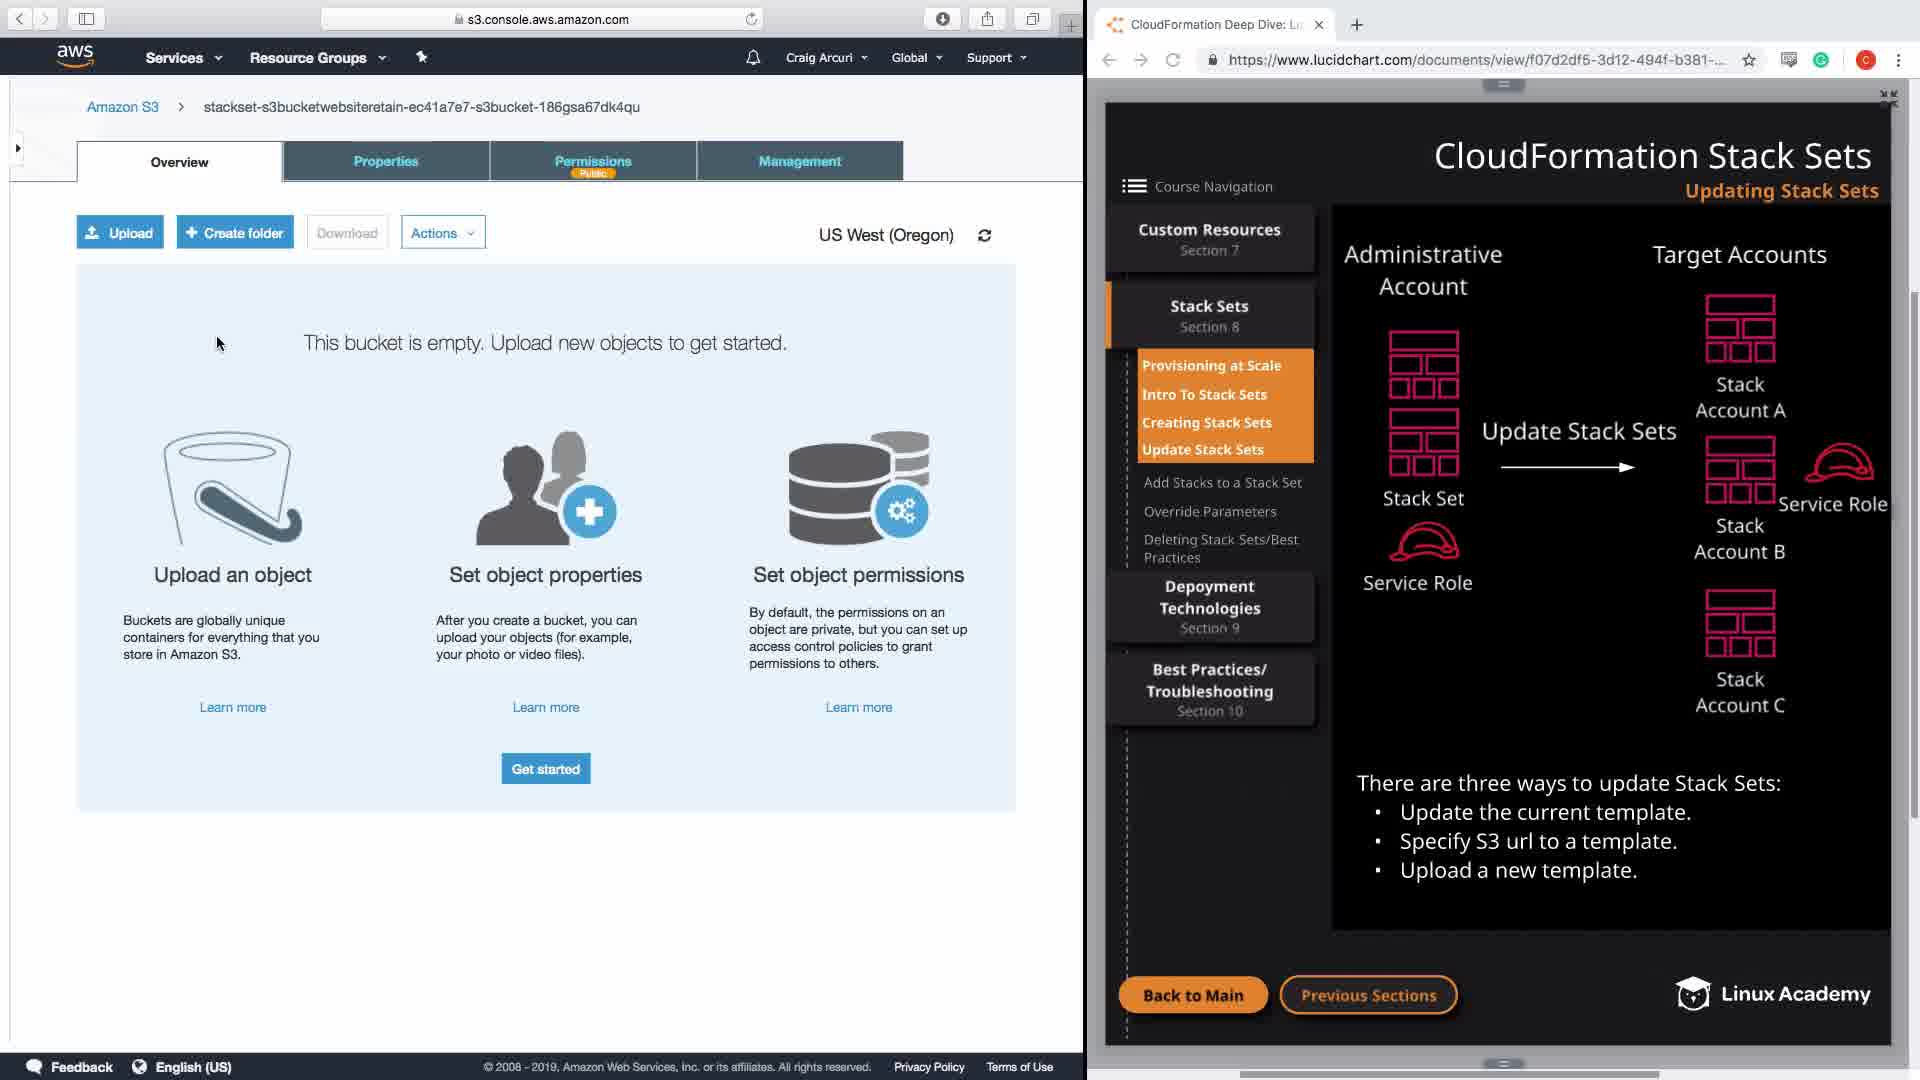 s3.console.aws.amazon.com
aws
Services
Resource Groups
Craig Arcuri
Global
Support
Amazon S3
stackset-s3bucketwebsiteretain-ec41a7e7-s3bucket-186gsa67dk4qu
Overview
Properties
Permissions
Public
Management
Upload
Create folder
Download
Actions
US West (Oregon)
This bucket is empty. Upload new objects to get started.
Upload an object
Buckets are globally unique
containers for everything that you
store in Amazon S3.
Learn more
Set object properties
After you create a bucket, you can
upload your objects (for example,
your photo or video files).
Learn more
Set object permissions
By default, the permissions on an
object are private, but you can set up
access control policies to grant
permissions to others.
Learn more
Get started
Feedback
English (US)
© 2008 - 2019, Amazon Web Services, Inc. or its affiliates. All rights reserved.
Privacy Policy
Terms of Use
CloudFormation Deep Dive: L
https://www.lucidchart.com/documents/view/f07d2df5-3d12-494f-b381-...
C
CloudFormation Stack Sets
Updating Stack Sets
Course Navigation
Custom Resources
Section 7
Stack Sets
Section 8
Provisioning at Scale
Intro To Stack Sets
Creating Stack Sets
Update Stack Sets
Add Stacks to a Stack Set
Override Parameters
Deleting Stack Sets/Best
Practices
Depoyment
Technologies
Section 9
Best Practices/
Troubleshooting
Section 10
Administrative
Account
Stack Set
Service Role
Update Stack Sets
Target Accounts
Stack
Account A
Stack
Account B
Service Role
Stack
Account C
There are three ways to update Stack Sets:
• Update the current template.
• Specify S3 url to a template.
• Upload a new template.
Back to Main
Previous Sections
Linux Academy